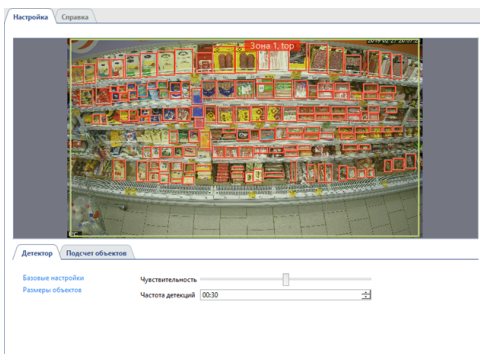 Настройка Справка
Зона 1, top
Детектор Подсчет объектов
Базовые настройки
Размеры объектов
Чувствительность
Частота детекций 00:30